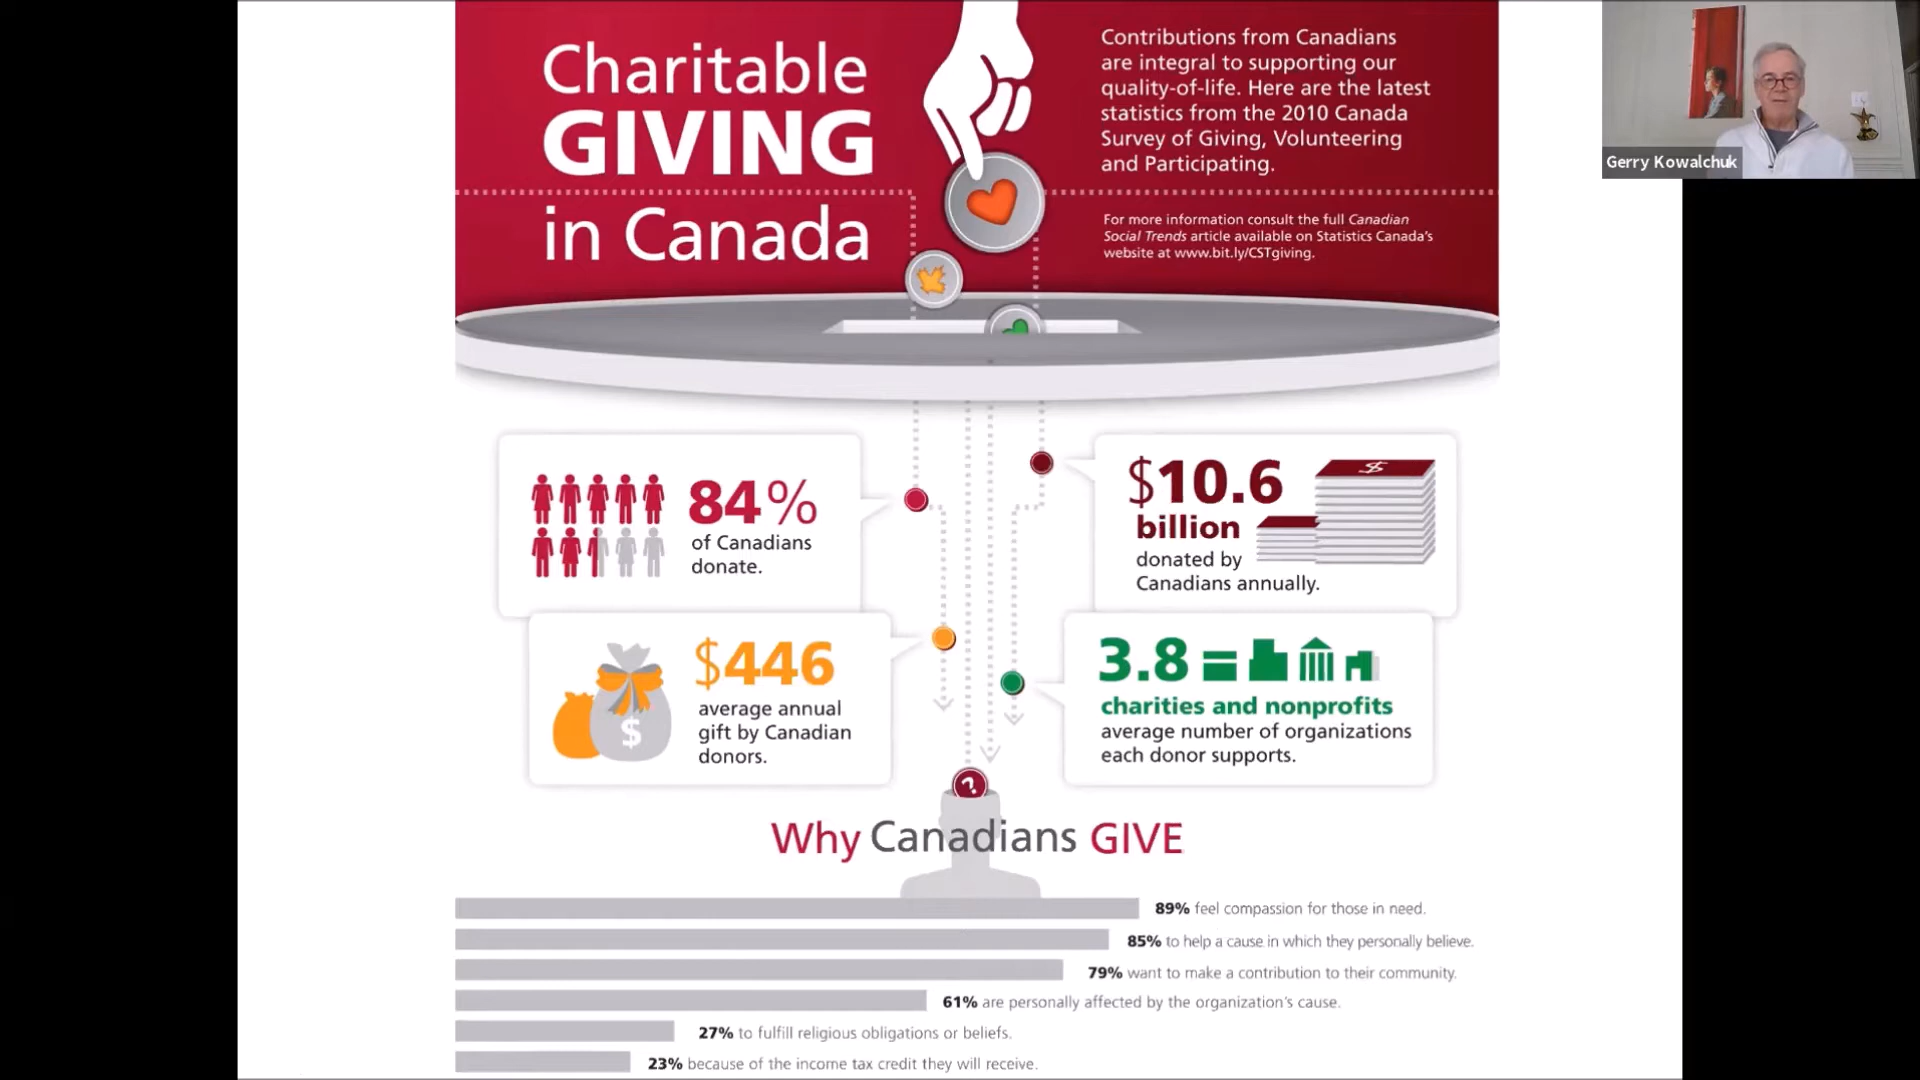 Charitable
GIVING
in Canada
Contributions from Canadians
are integral to supporting our
quality-of-life. Here are the latest
statistics from the 2010 Canada
Survey of Giving, Volunteering
and Participating.
For more information consult the full Canadian
Social Trends article available on Statistics Canada's
website at www.bit.ly/CSTgiving.
Gerry Kowalchuk
84%
of Canadians
donate.
$10.6
billion
donated by
Canadians annually.
$
$446
average annual
gift by Canadian
donors.
$
3.8
charities and nonprofits
average number of organizations
each donor supports.
?
Why Canadians GIVE
89% feel compassion for those in need.
85% to help a cause in which they personally believe.
79% want to make a contribution to their community.
61% are personally affected by the organization's cause.
27% to fulfill religious obligations or beliefs.
23% because of the income tax credit they will receive.